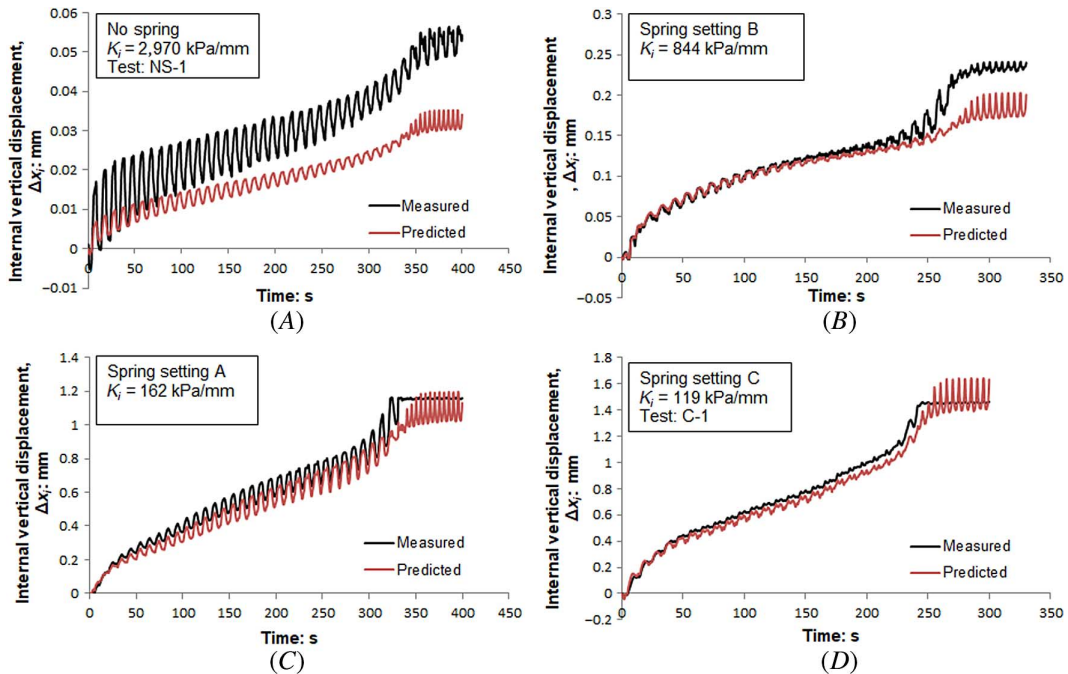 Internal vertical displacement,
Δxᵢ: mm
0.06
0.05
0.04
0.03
0.02
0.01
0
−0.01
No spring
Kᵢ = 2,970 kPa/mm
Test: NS-1
Measured
Predicted
0 50 100 150 200 250 300 350 400 450
Time: s
(A)
Internal vertical displacement
, Δxᵢ: mm
0.3
0.25
0.2
0.15
0.1
0.05
0
−0.05
Spring setting B
Kᵢ = 844 kPa/mm
Measured
Predicted
0 50 100 150 200 250 300 350
Time: s
(B)
Internal vertical displacement,
Δxᵢ: mm
1.4
1.2
1
0.8
0.6
0.4
0.2
0
Spring setting A
Kᵢ = 162 kPa/mm
Measured
Predicted
0 50 100 150 200 250 300 350 400 450
Time: s
(C)
Internal vertical displacement,
Δxᵢ: mm
1.8
1.6
1.4
1.2
1
0.8
0.6
0.4
0.2
0
−0.2
Spring setting C
Kᵢ = 119 kPa/mm
Test: C-1
Measured
Predicted
0 50 100 150 200 250 300 350
Time: s
(D)